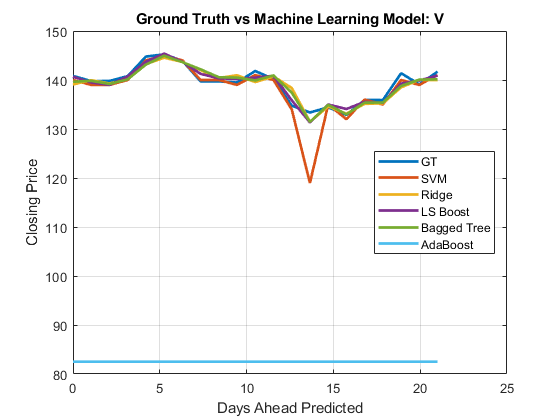 Ground Truth vs Machine Learning Model: V
150
140
130
120
110
100
90
80
0
5
10
15
20
25
Closing Price
Days Ahead Predicted
GT
SVM
Ridge
LS Boost
Bagged Tree
AdaBoost